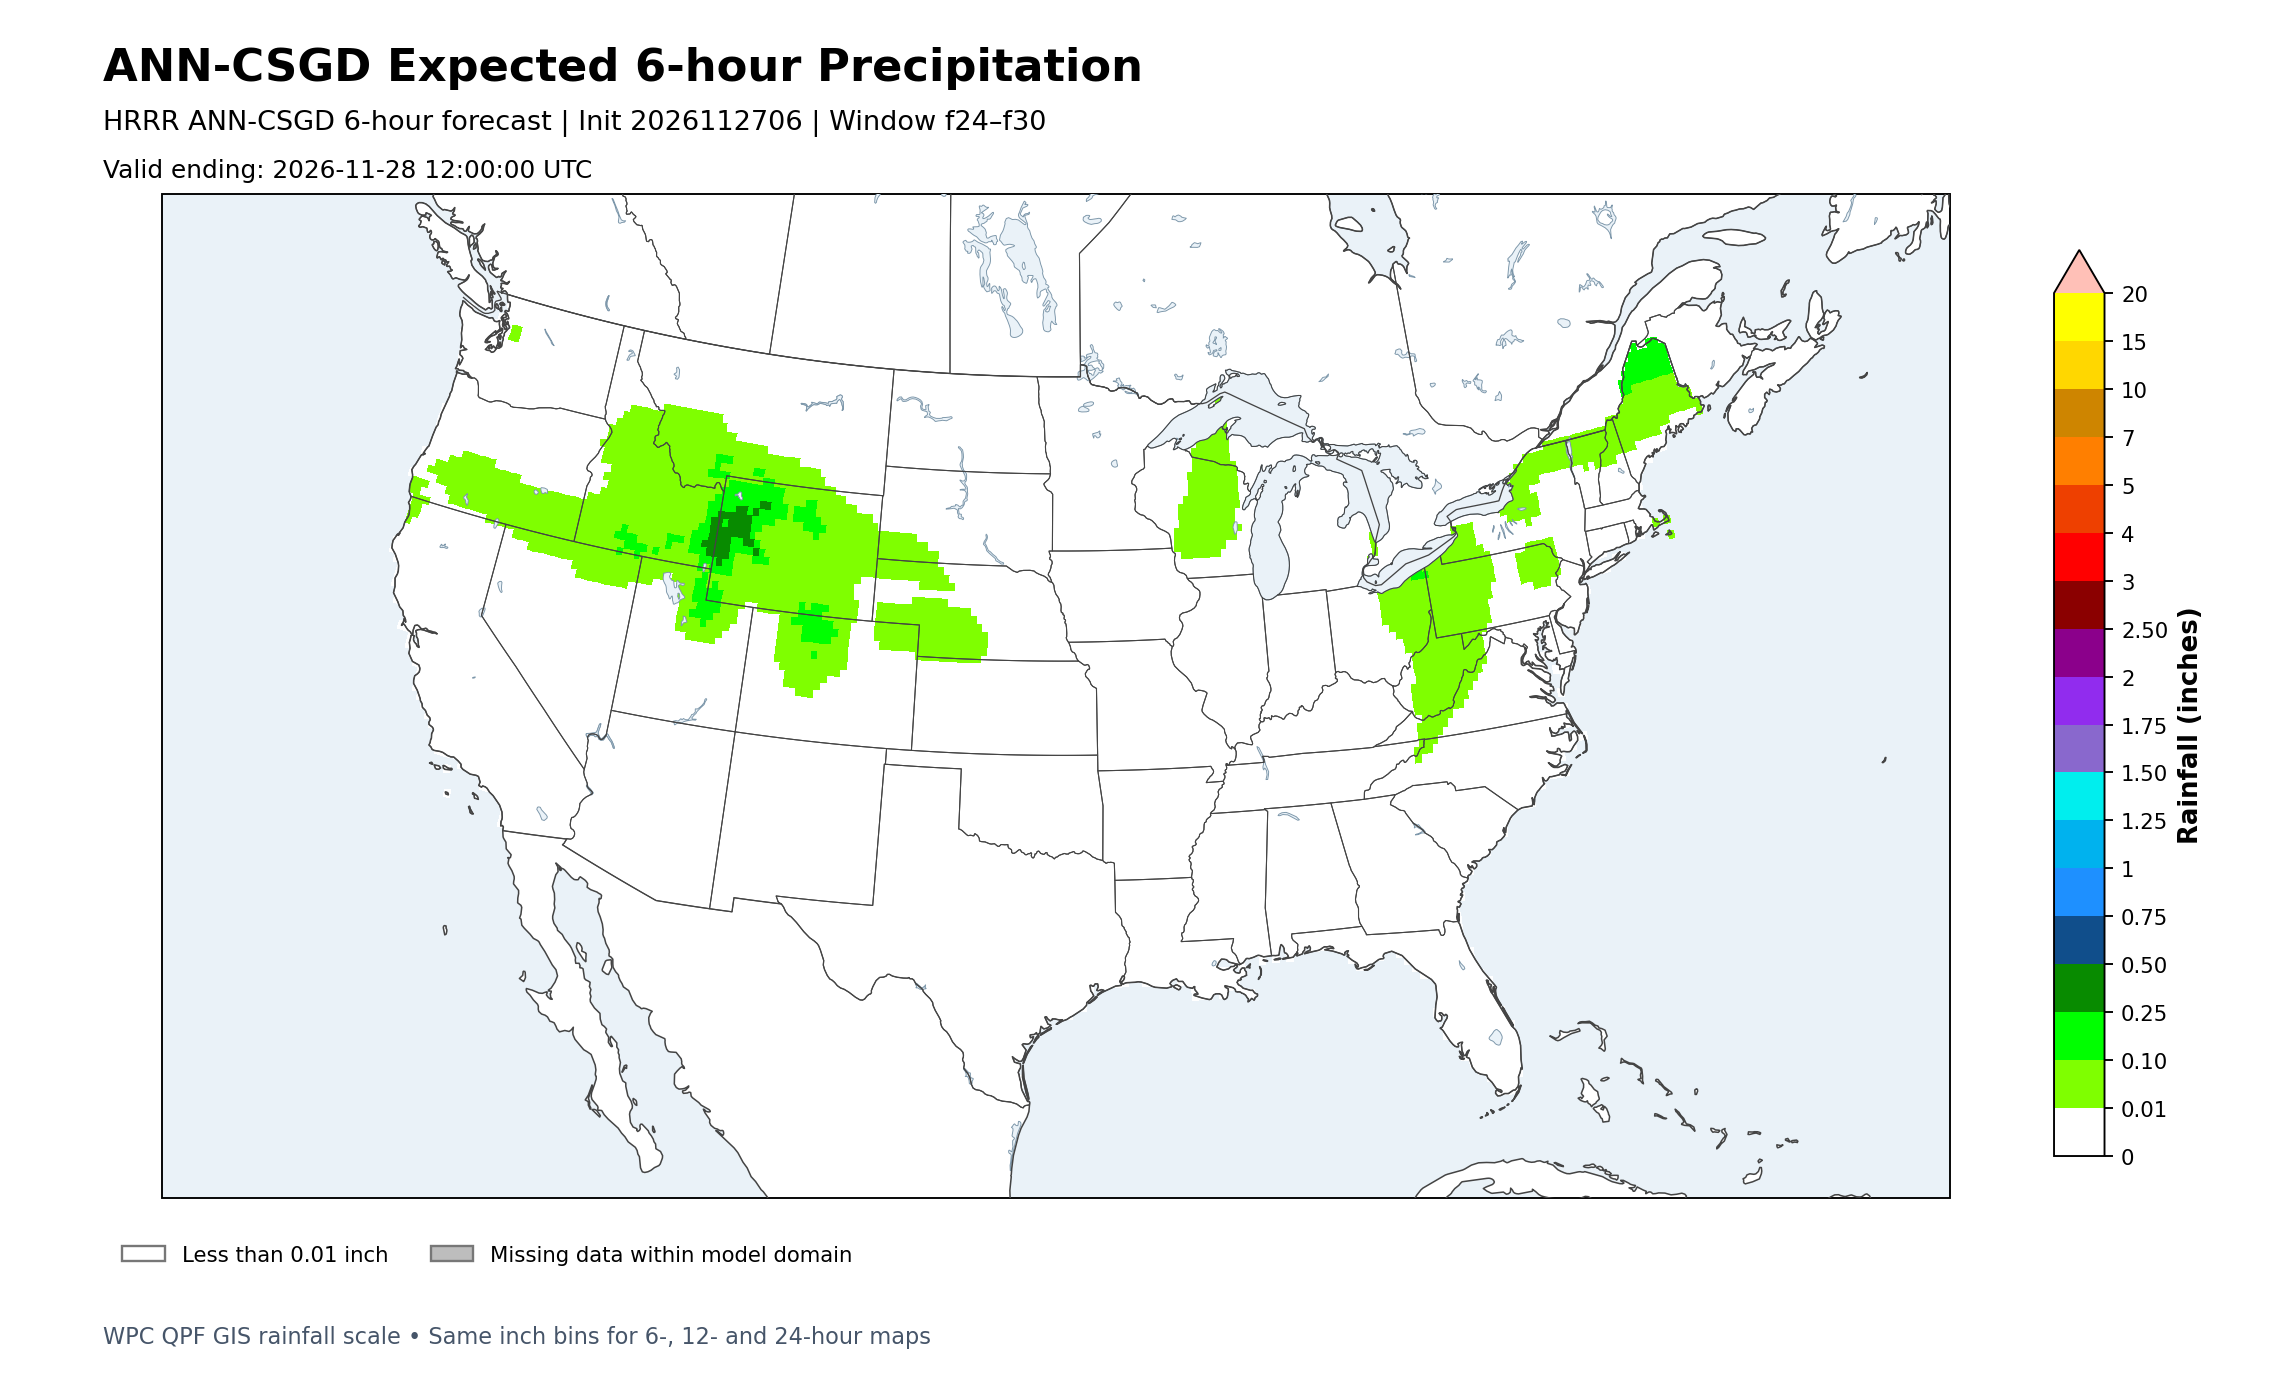 ANN-CSGD Expected 6-hour Precipitation
HRRR ANN-CSGD 6-hour forecast | Init 2026112706 | Window f24–f30
Valid ending: 2026-11-28 12:00:00 UTC
20
15
10
7
5
4
3
2.50
2
1.75
1.50
1.25
1
0.75
0.50
0.25
0.10
0.01
0
Rainfall (inches)
Less than 0.01 inch
Missing data within model domain
WPC QPF GIS rainfall scale • Same inch bins for 6-, 12- and 24-hour maps